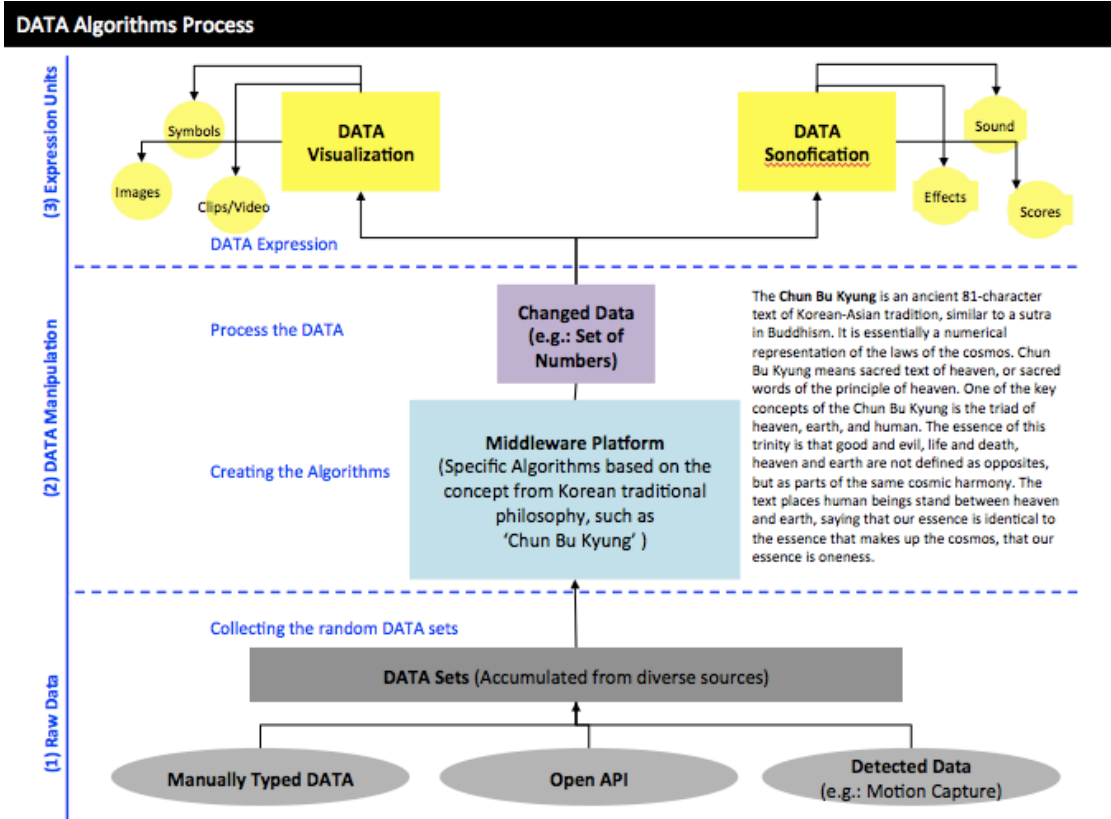 DATA Algorithms Process
(3) Expression Units
Symbols
Images
Clips/Video
DATA
Visualization
DATA
Sonofication
Sound
Effects
Scores
DATA Expression
(2) DATA Manipulation
Process the DATA
Changed Data
(e.g.: Set of
Numbers)
Creating the Algorithms
Middleware Platform
(Specific Algorithms based on the
concept from Korean traditional
philosophy, such as
‘Chun Bu Kyung’ )
The Chun Bu Kyung is an ancient 81-character
text of Korean-Asian tradition, similar to a sutra
in Buddhism. It is essentially a numerical
representation of the laws of the cosmos. Chun
Bu Kyung means sacred text of heaven, or sacred
words of the principle of heaven. One of the key
concepts of the Chun Bu Kyung is the triad of
heaven, earth, and human. The essence of this
trinity is that good and evil, life and death,
heaven and earth are not defined as opposites,
but as parts of the same cosmic harmony. The
text places human beings stand between heaven
and earth, saying that our essence is identical to
the essence that makes up the cosmos, that our
essence is oneness.
(1) Raw Data
Collecting the random DATA sets
DATA Sets (Accumulated from diverse sources)
Manually Typed DATA
Open API
Detected Data
(e.g.: Motion Capture)